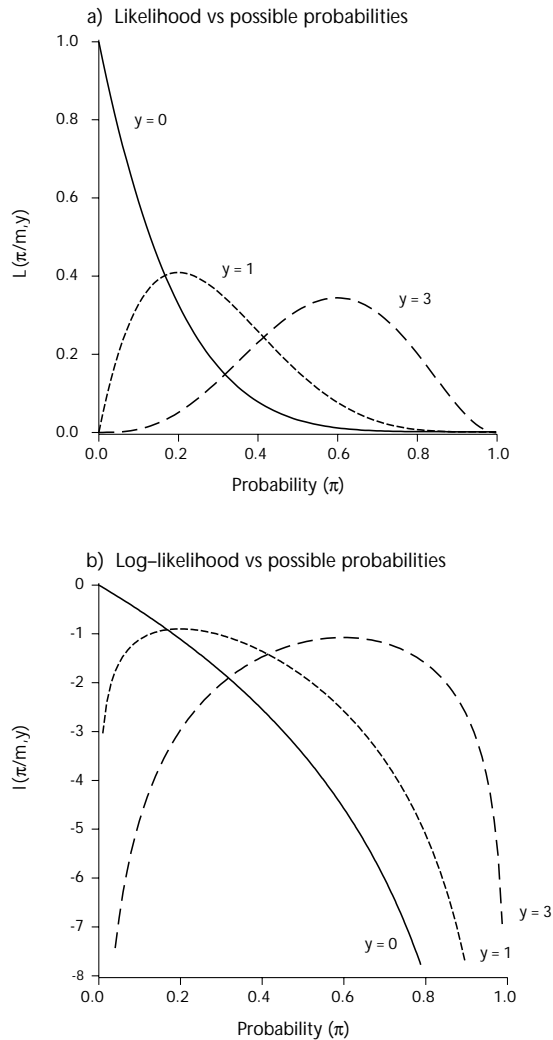 a) Likelihood vs possible probabilities
1.0
0.8
0.6
0.4
0.2
0.0
L (π/m,y)
y = 0
y = 1
y = 3
0.0 0.2 0.4 0.6 0.8 1.0
Probability (π)
b) Log–likelihood vs possible probabilities
0
-1
-2
-3
-4
-5
-6
-7
-8
l (π/m,y)
y = 3
y = 0
y = 1
0.0 0.2 0.4 0.6 0.8 1.0
Probability (π)